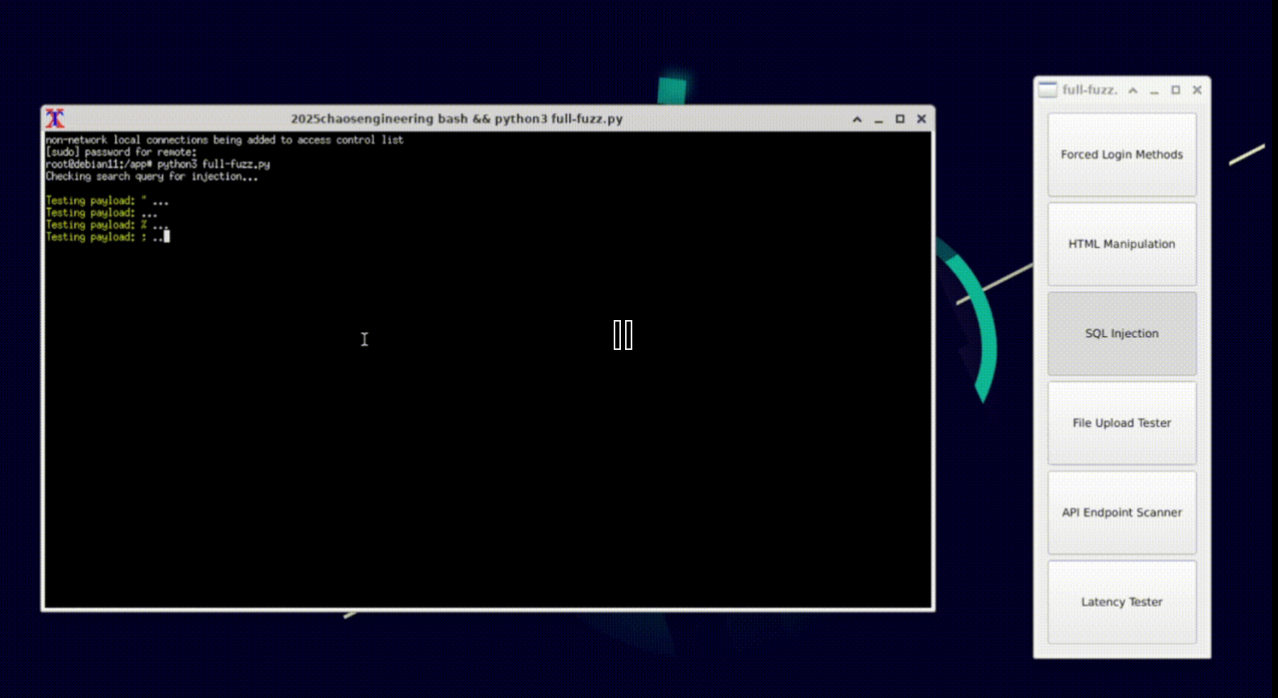 2025chaosengineering bash && python3 full-fuzz.py
non-network local connections being added to access control list
[sudo] password for remote:
root@debian11:/app# python3 full-fuzz.py
Checking search query for injection...
Testing payload: " ...
Testing payload: ...
Testing payload: % ...
Testing payload: ; ..
full-fuzz.
Forced Login Methods
HTML Manipulation
SQL Injection
File Upload Tester
API Endpoint Scanner
Latency Tester